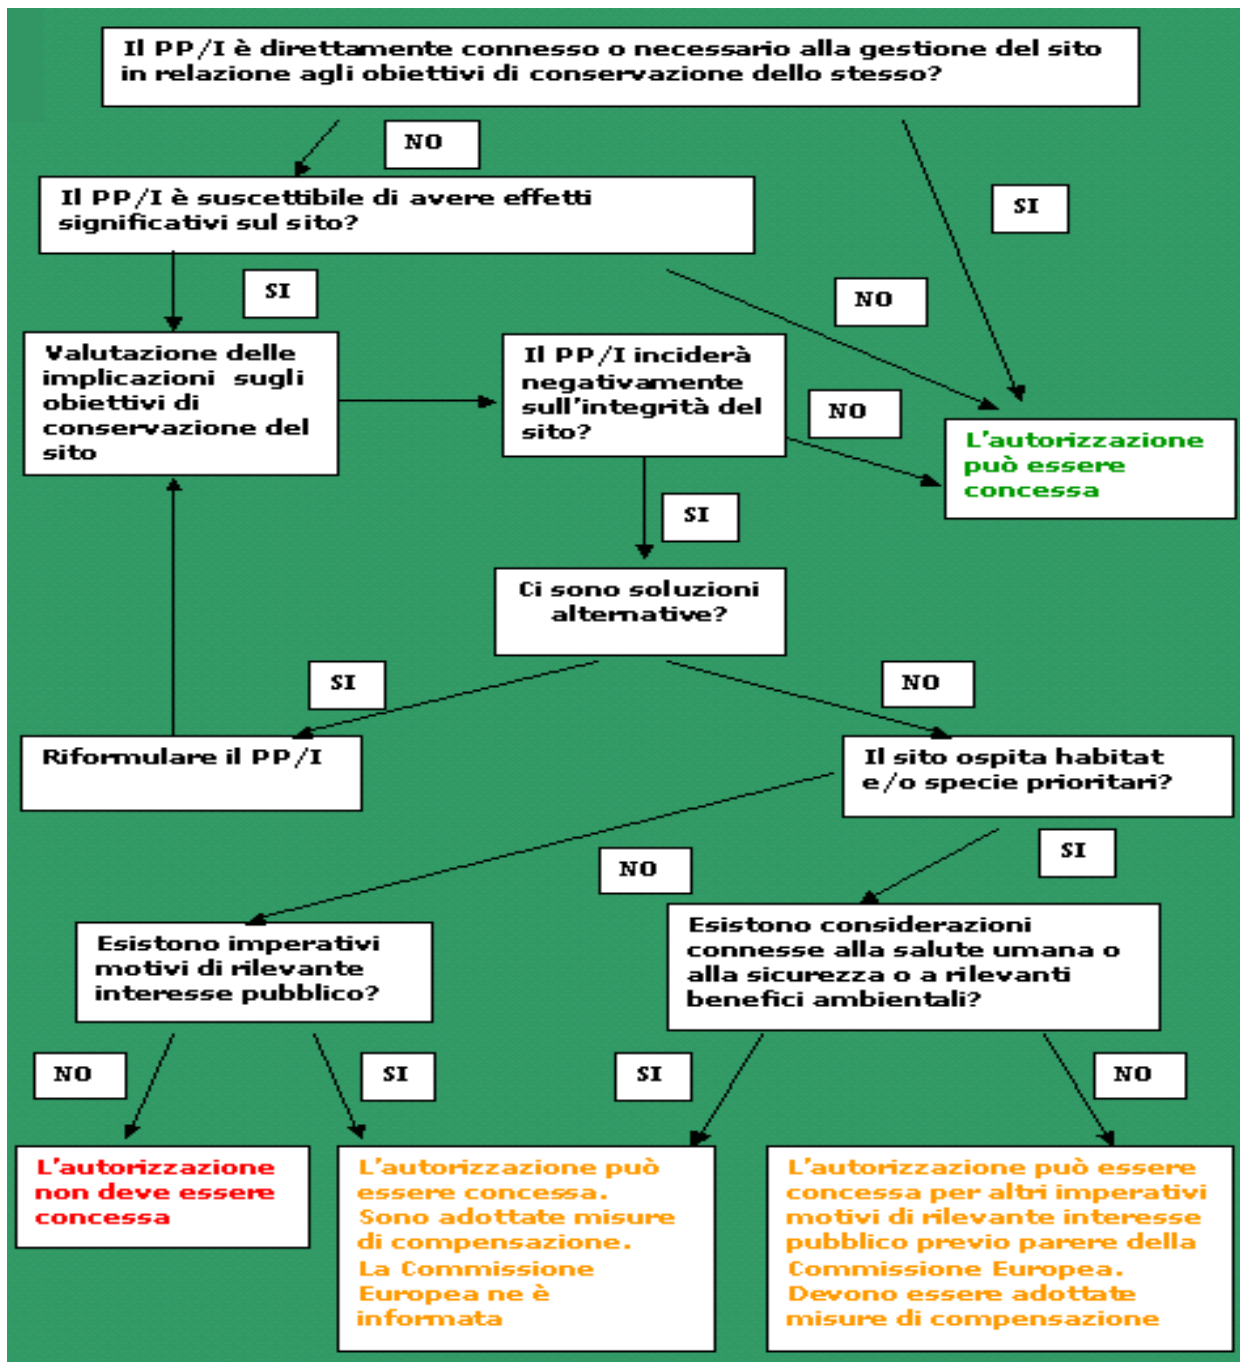 Il PP/I è direttamente connesso o necessario alla gestione del sito
in relazione agli obiettivi di conservazione dello stesso?
NO
SI
Il PP/I è suscettibile di avere effetti
significativi sul sito?
SI
NO
Valutazione delle
implicazioni sugli
obiettivi di
conservazione del
sito
Il PP/I inciderà
negativamente
sull'integrità del
sito?
NO
L'autorizzazione
può essere
concessa
SI
Ci sono soluzioni
alternative?
SI
NO
Riformulare il PP/I
Il sito ospita habitat
e/o specie prioritari?
NO
SI
Esistono imperativi
motivi di rilevante
interesse pubblico?
Esistono considerazioni
connesse alla salute umana o
alla sicurezza o a rilevanti
benefici ambientali?
NO
SI
SI
NO
L'autorizzazione
non deve essere
concessa
L'autorizzazione può
essere concessa.
Sono adottate misure
di compensazione.
La Commissione
Europea ne è
informata
L'autorizzazione può essere
concessa per altri imperativi
motivi di rilevante interesse
pubblico previo parere della
Commissione Europea.
Devono essere adottate
misure di compensazione